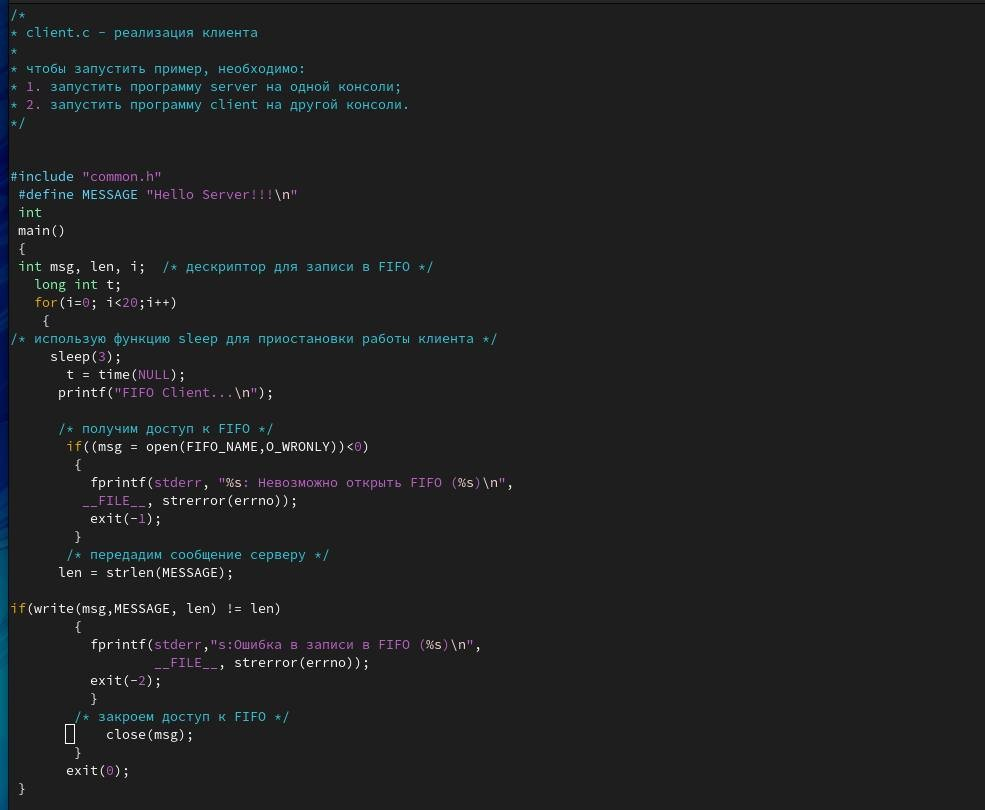 /*
* client.c - реализация клиента
*
* чтобы запустить пример, необходимо:
* 1. запустить программу server на одной консоли;
* 2. запустить программу client на другой консоли.
*/
#include "common.h"
#define MESSAGE "Hello Server!!!\n"
int
main()
{
int msg, len, i;  /* дескриптор для записи в FIFO */
long int t;
for(i=0; i<20;i++)
{
/* использую функцию sleep для приостановки работы клиента */
sleep(3);
t = time(NULL);
printf("FIFO Client...\n");
/* получим доступ к FIFO */
if((msg = open(FIFO_NAME,O_WRONLY))<0)
{
fprintf(stderr, "%s: Невозможно открыть FIFO (%s)\n",
__FILE__, strerror(errno));
exit(-1);
}
/* передадим сообщение серверу */
len = strlen(MESSAGE);
if(write(msg,MESSAGE, len) != len)
{
fprintf(stderr,"s:Ошибка в записи в FIFO (%s)\n",
__FILE__, strerror(errno));
exit(-2);
}
/* закроем доступ к FIFO */
close(msg);
}
exit(0);
}